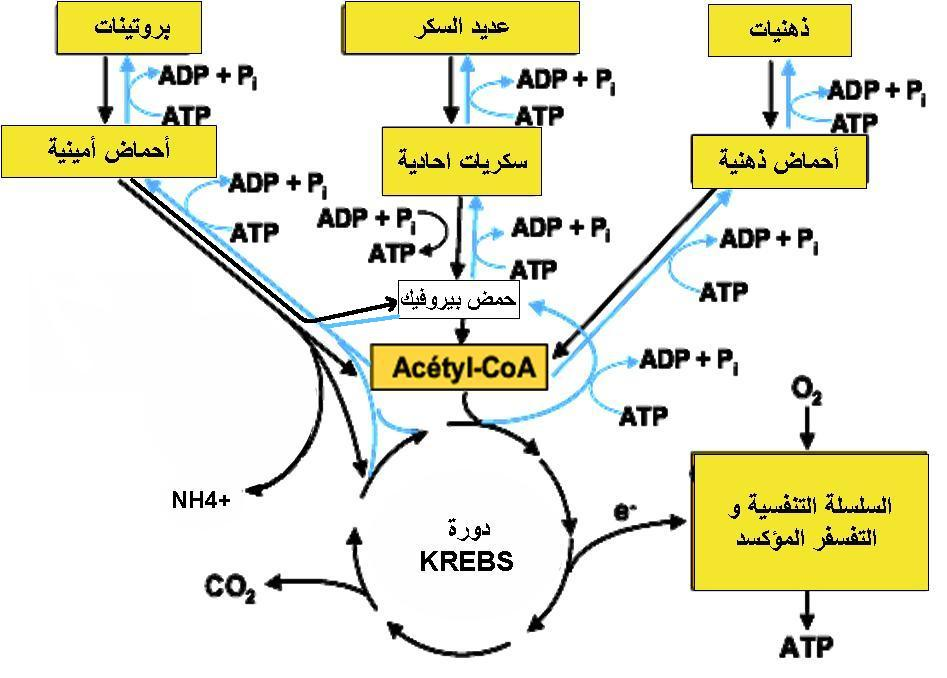 بروتينات
عديد السكر
ذهنيات
ADP + Pi
ATP
ADP + Pi
ATP
ADP + Pi
ATP
أحماض أمينية
سكريات احادية
أحماض ذهنية
ADP + Pi
ATP
ADP + Pi
ATP
ADP + Pi
ATP
ADP + Pi
ATP
حمض بيروفيك
Acétyl-CoA
ADP + Pi
ATP
O2
NH4+
دورة
KREBS
e-
السلسلة التنفسية و
التفسفر المؤكسد
CO2
ATP